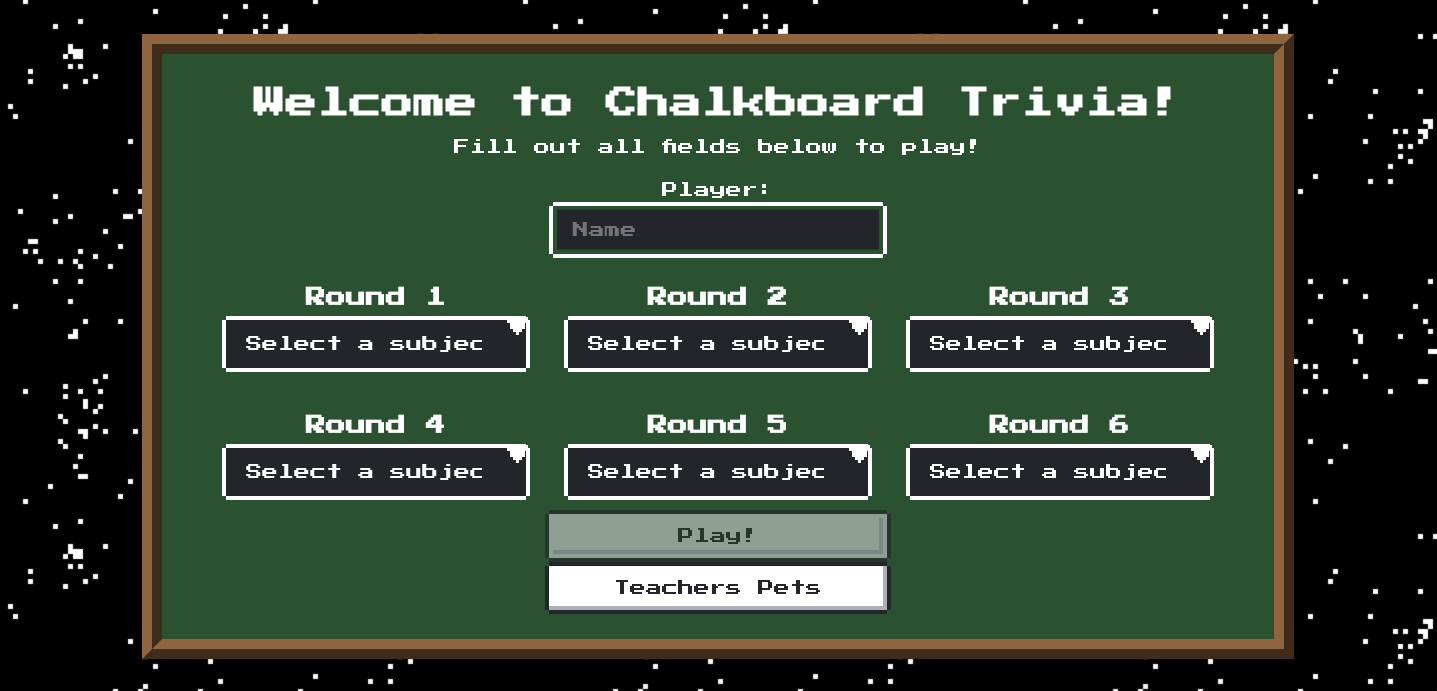 Welcome to Chalkboard Trivia!
Fill out all fields below to play!
Player:
Name
Round 1 Round 2 Round 3
Select a subjec Select a subjec Select a subjec
Round 4 Round 5 Round 6
Select a subjec Select a subjec Select a subjec
Play!
Teachers Pets